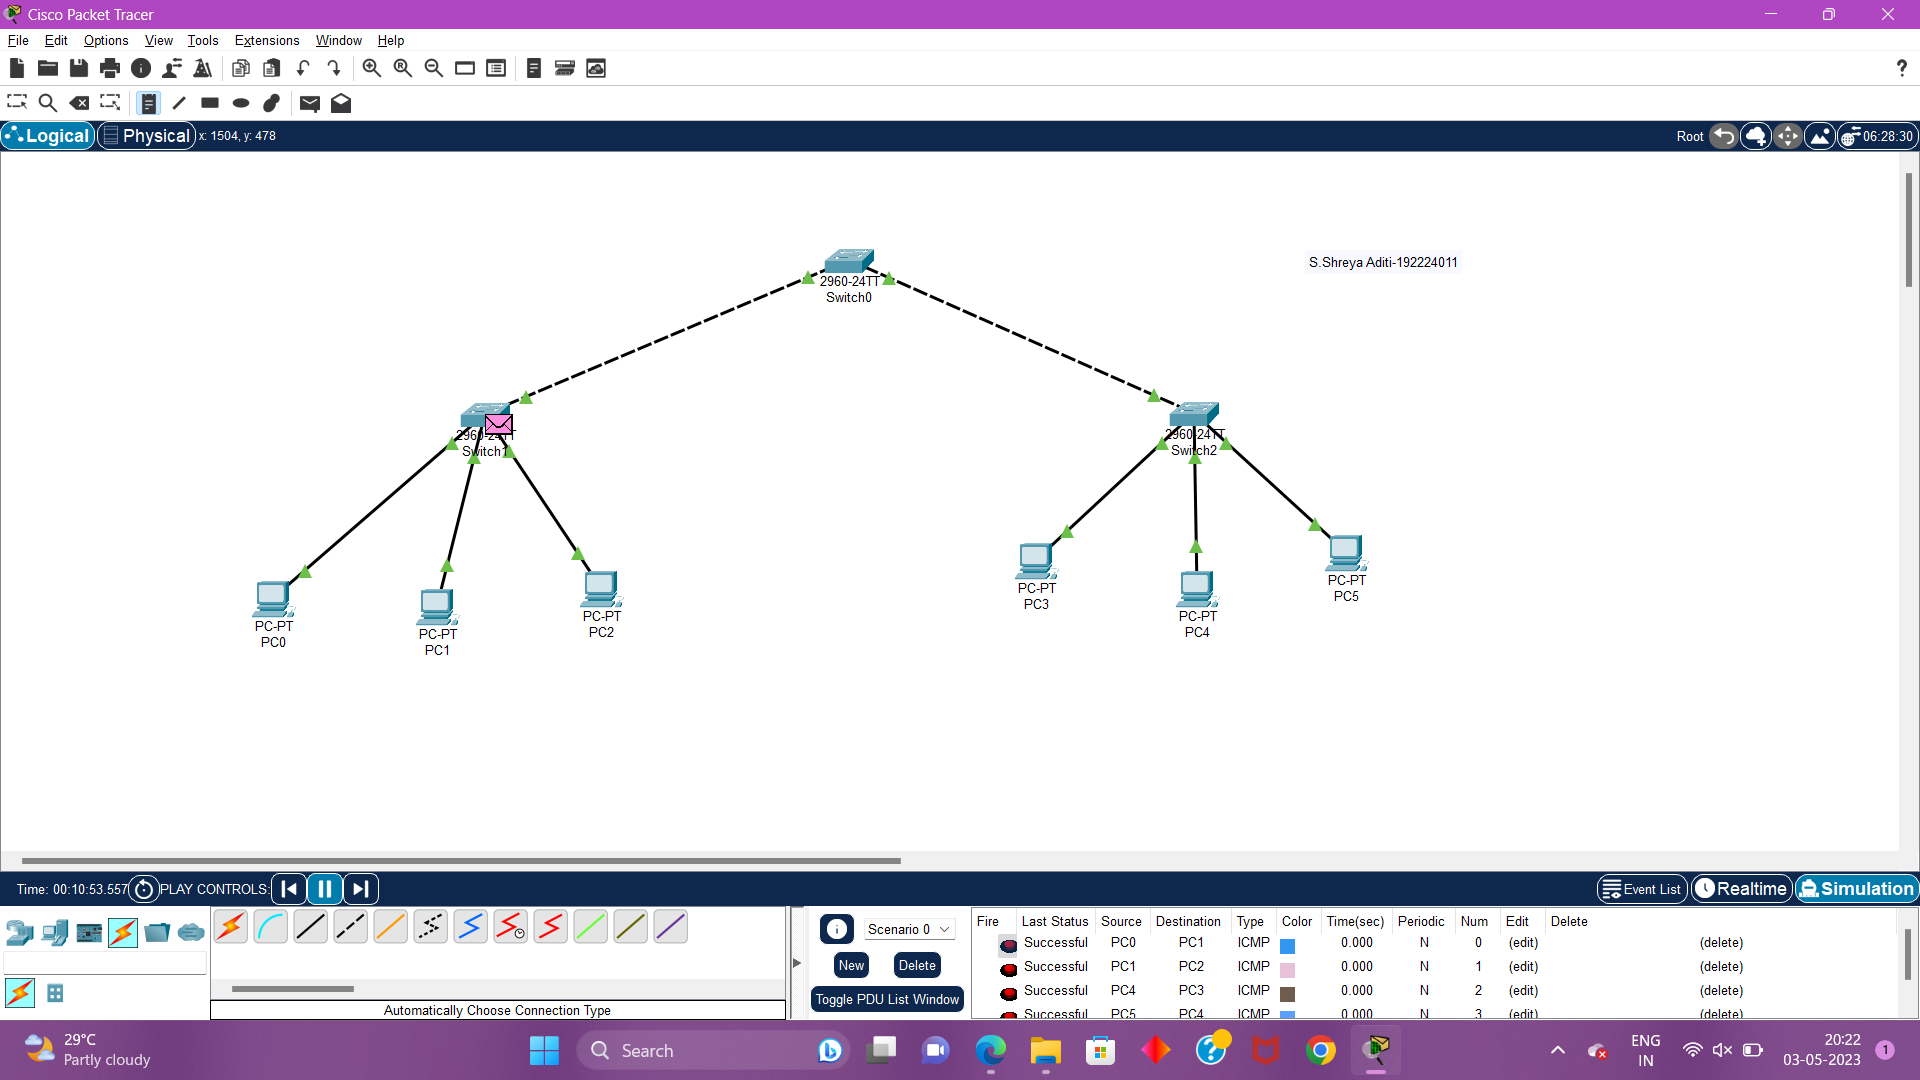 Cisco Packet Tracer
File Edit Options View Tools Extensions Window Help
?
Logical Physical x: 1504, y: 478 Root 06:28:30
S.Shreya Aditi-192224011
2960-24TT
Switch0
2960-24TT
Switch1
2960-24TT
Switch2
PC-PT
PC0
PC-PT
PC1
PC-PT
PC2
PC-PT
PC3
PC-PT
PC4
PC-PT
PC5
Time: 00:10:53.557 PLAY CONTROLS: Event List Realtime Simulation
Automatically Choose Connection Type
Scenario 0
New Delete
Toggle PDU List Window
Fire Last Status Source Destination Type Color Time(sec) Periodic Num Edit Delete
Successful PC0 PC1 ICMP 0.000 N 0 (edit) (delete)
Successful PC1 PC2 ICMP 0.000 N 1 (edit) (delete)
Successful PC4 PC3 ICMP 0.000 N 2 (edit) (delete)
Successful PC5 PC4 ICMP 0.000 N 3 (edit) (delete)
29°C
Partly cloudy
Search
ENG
IN
20:22
03-05-2023
1